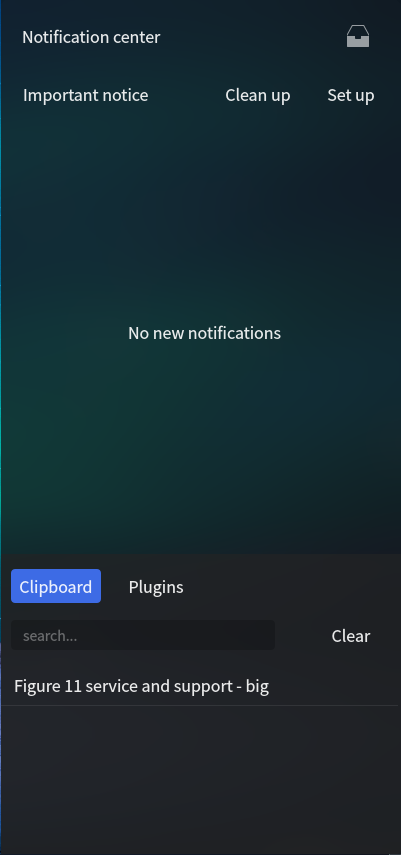 Notification center
Important notice Clean up Set up
No new notifications
Clipboard Plugins
search... Clear
Figure 11 service and support - big